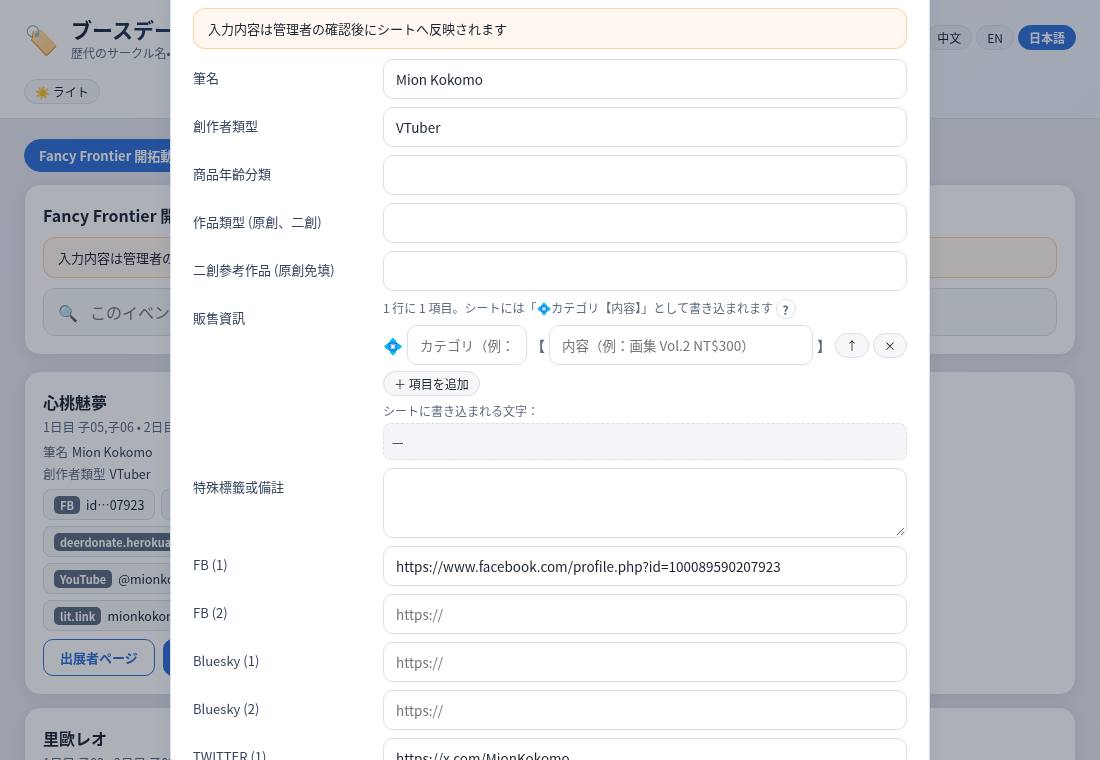 ブースデー
歴代のサークル名•
中文
EN
日本語
☀️ ライト
Fancy Frontier 開拓動
Fancy Frontier 開
入力内容は管理者の
🔍 このイベン
心桃魅夢
1日目 子05,子06 • 2日目
筆名 Mion Kokomo
創作者類型 VTuber
FB id…07923
deerdonate.herokua
YouTube @mionko
lit.link mionkokom
出展者ページ
里歐レオ
入力内容は管理者の確認後にシートへ反映されます
筆名
Mion Kokomo
創作者類型
VTuber
商品年齡分類
作品類型 (原創、二創)
二創參考作品 (原創免填)
販售資訊
1 行に 1 項目。シートには「💠カテゴリ【内容】」として書き込まれます ?
💠 カテゴリ（例： 【 内容（例：画集 Vol.2 NT$300） 】 ↑ ×
＋ 項目を追加
シートに書き込まれる文字：
—
特殊標籤或備註
FB (1)
https://www.facebook.com/profile.php?id=100089590207923
FB (2)
https://
Bluesky (1)
https://
Bluesky (2)
https://
TWITTER (1)
https://x.com/MionKokomo